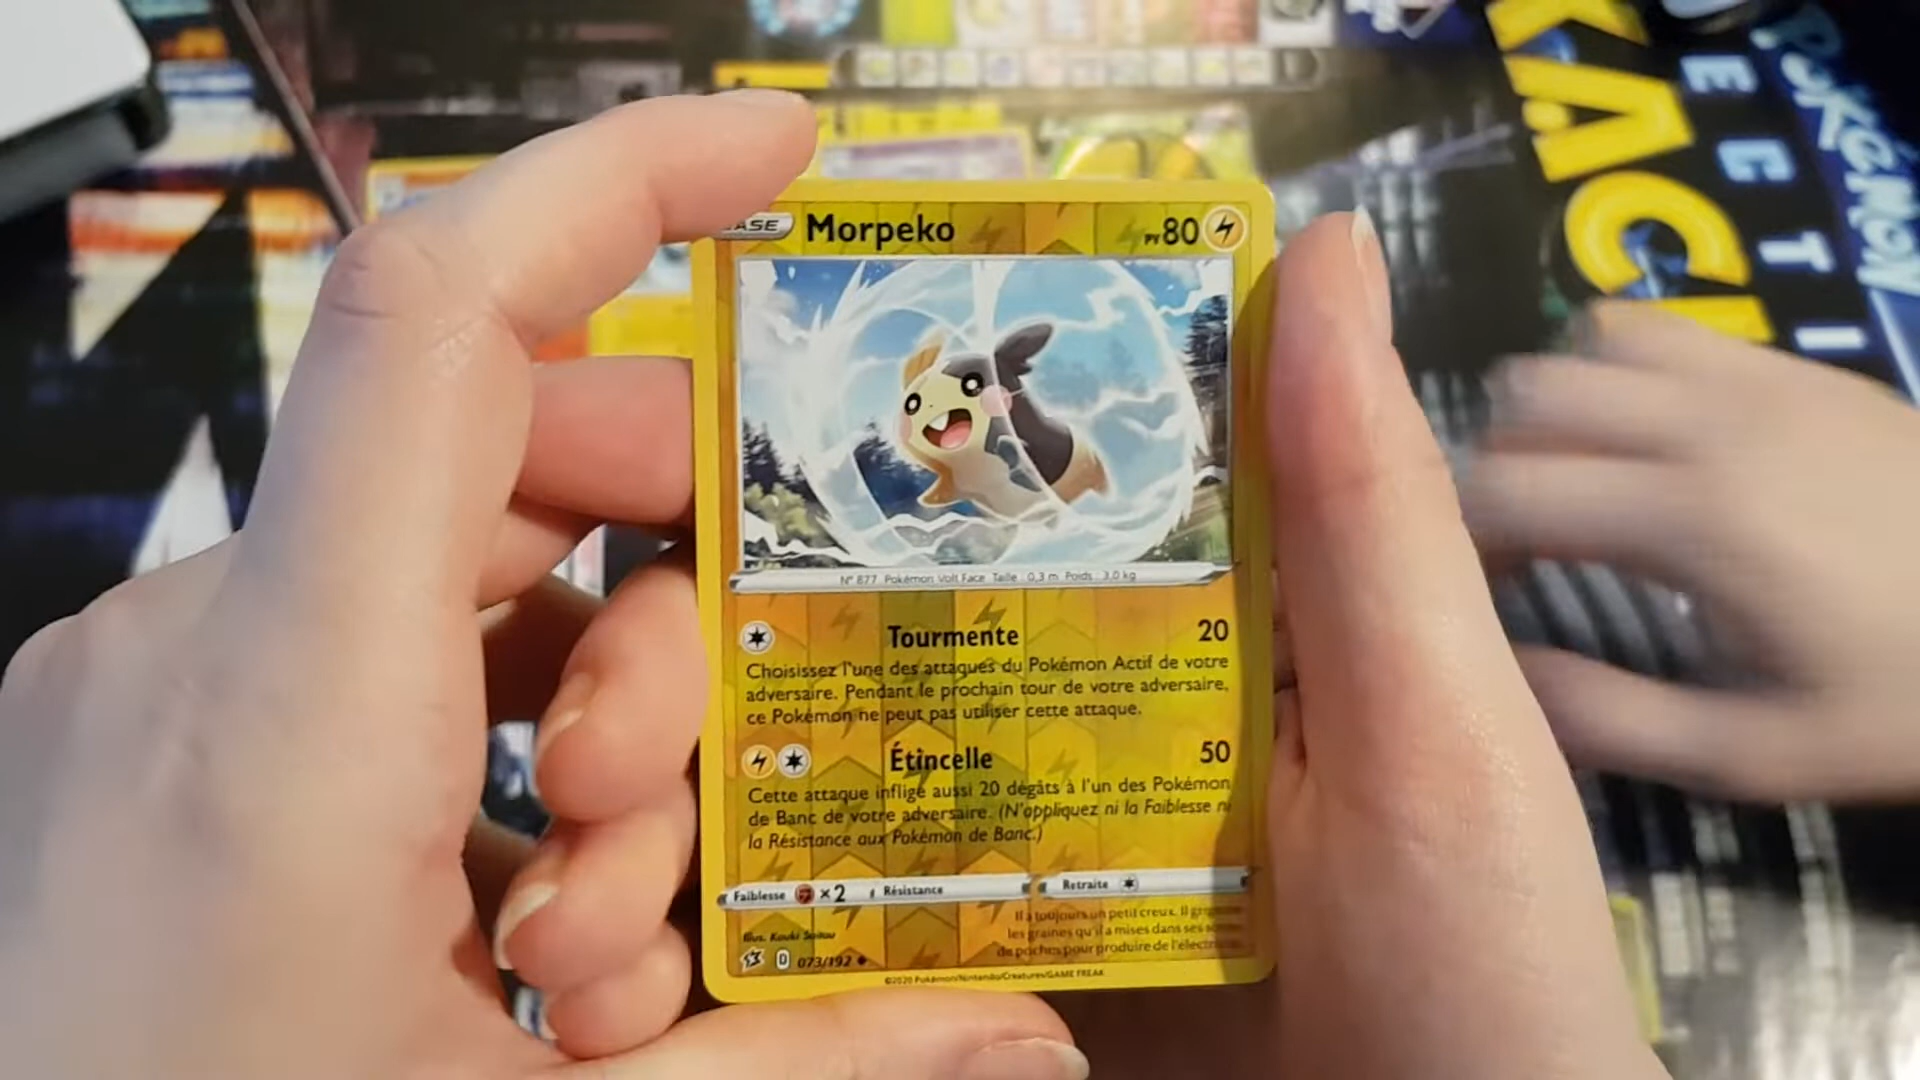 BASE Morpeko PV 80
N° 877 Pokémon Volt Face Taille : 0,3 m Poids : 3,0 kg
Tourmente 20
Choisissez l'une des attaques du Pokémon Actif de votre
adversaire. Pendant le prochain tour de votre adversaire,
ce Pokémon ne peut pas utiliser cette attaque.
Étincelle 50
Cette attaque inflige aussi 20 dégâts à l'un des Pokémon
de Banc de votre adversaire. (N'appliquez ni la Faiblesse ni
la Résistance aux Pokémon de Banc.)
Faiblesse ×2 Résistance Retraite
Il a toujours un petit creux. Il grignote
les graines qu'il a mises dans ses
de poches pour produire de l'électricité.
Illus. Kouki Saitou
D 073/192
©2020 Pokémon/Nintendo/Creatures/GAME FREAK
KAC
ECTI
POKéMON